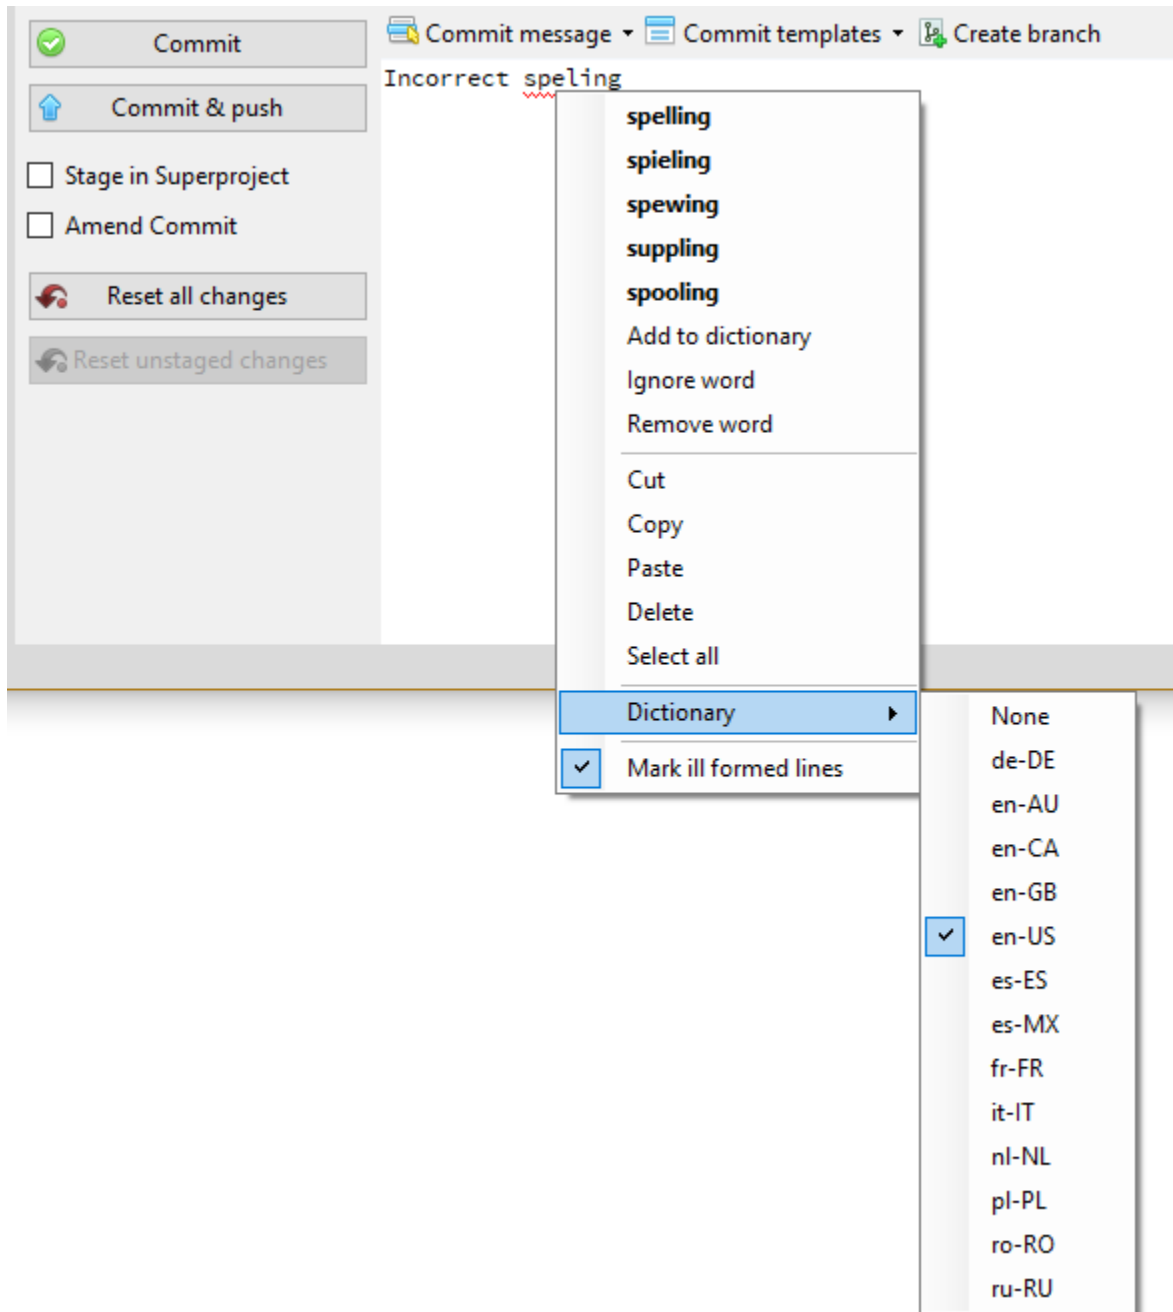 Commit
Commit & push
Stage in Superproject
Amend Commit
Reset all changes
Reset unstaged changes
Commit message
Commit templates
Create branch
Incorrect speling
spelling
spieling
spewing
suppling
spooling
Add to dictionary
Ignore word
Remove word
Cut
Copy
Paste
Delete
Select all
Dictionary
Mark ill formed lines
None
de-DE
en-AU
en-CA
en-GB
en-US
es-ES
es-MX
fr-FR
it-IT
nl-NL
pl-PL
ro-RO
ru-RU